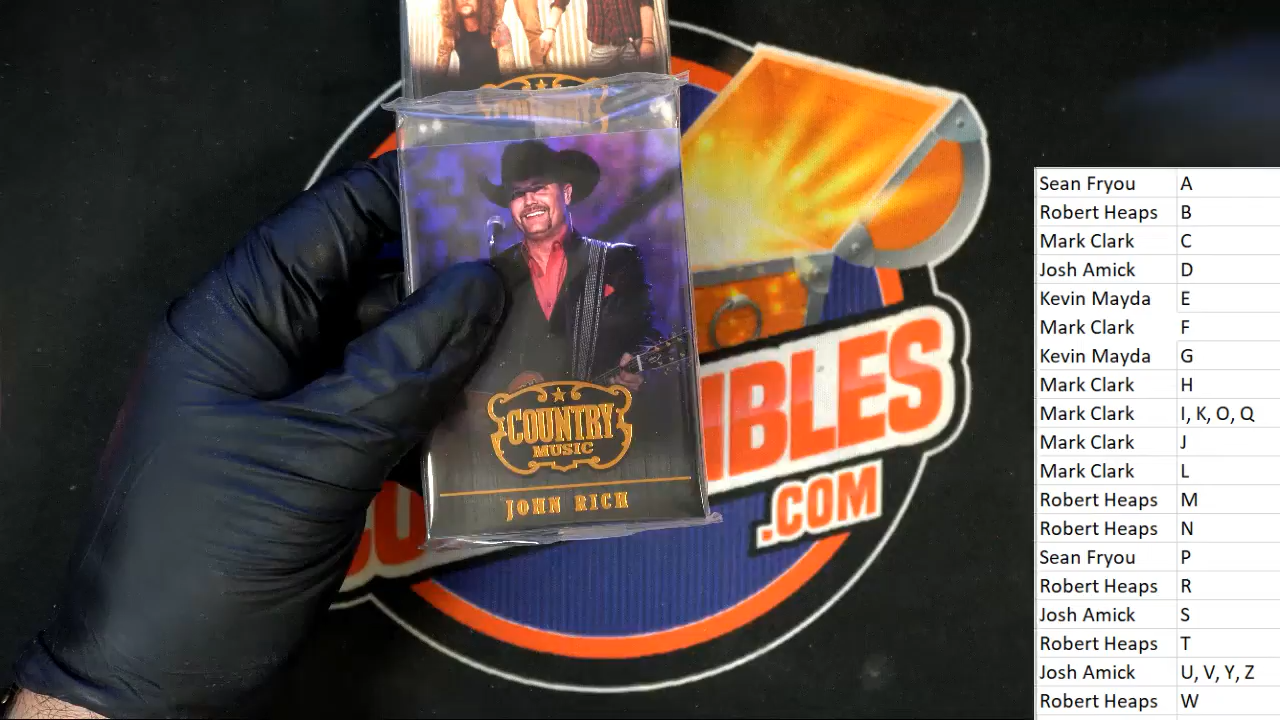 COUNTRY
COUNTRY
MUSIC
JOHN RICH
IBLES
CO
.COM
Sean Fryou A
Robert Heaps B
Mark Clark C
Josh Amick D
Kevin Mayda E
Mark Clark F
Kevin Mayda G
Mark Clark H
Mark Clark I, K, O, Q
Mark Clark J
Mark Clark L
Robert Heaps M
Robert Heaps N
Sean Fryou P
Robert Heaps R
Josh Amick S
Robert Heaps T
Josh Amick U, V, Y, Z
Robert Heaps W